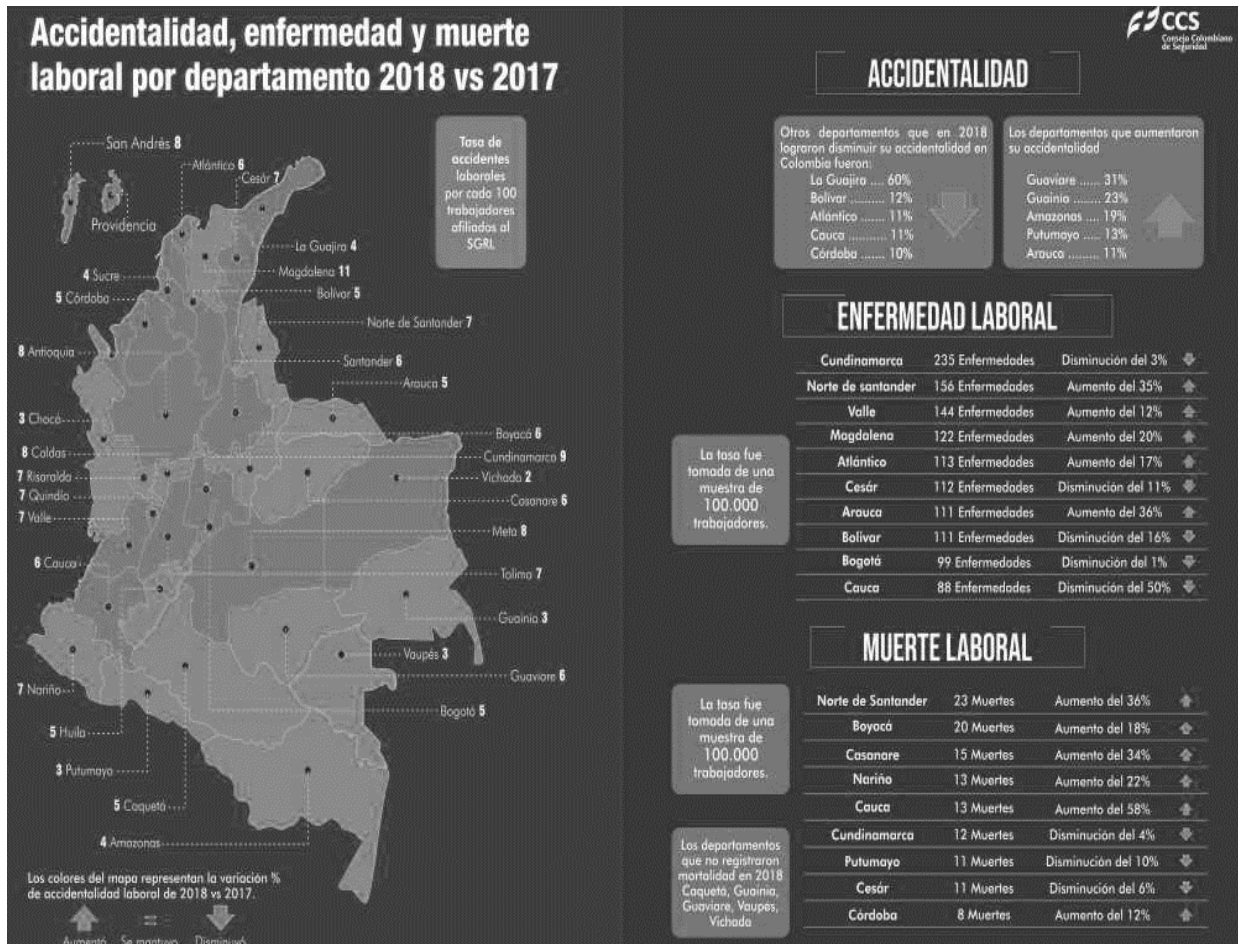 Accidentalidad, enfermedad y muerte
laboral por departamento 2018 vs 2017
San Andrés 8
Providencia
Atlántico 6
Cesár 7
La Guajira 4
Magdalena 11
Bolívar 5
4 Sucre
5 Córdoba
Norte de Santander 7
8 Antioquia
Santander 6
Arauca 5
3 Chocó
Boyacá 6
8 Caldas
Cundinamarca 9
7 Risaralda
Vichada 2
7 Quindío
Casanare 6
7 Valle
Meta 8
6 Cauca
Tolima 7
Guainía 3
Vaupés 3
Guaviare 6
7 Nariño
Bogotá 5
5 Huila
3 Putumayo
5 Caquetá
4 Amazonas
Tasa de
accidentes
laborales
por cada 100
trabajadores
afiliados al
SGRL
Los colores del mapa representan la variación %
de accidentalidad laboral de 2018 vs 2017.
Aumentó Se mantuvo Disminuyó
CCS
Consejo Colombiano
de Seguridad
ACCIDENTALIDAD
Otros departamentos que en 2018
lograron disminuir su accidentalidad en
Colombia fueron:
La Guajira .... 60%
Bolívar .......... 12%
Atlántico ....... 11%
Cauca ........... 11%
Córdoba ....... 10%
Los departamentos que aumentaron
su accidentalidad
Guaviare ...... 31%
Guainía ........ 23%
Amazonas .... 19%
Putumayo ..... 13%
Arauca ......... 11%
ENFERMEDAD LABORAL
La tasa fue
tomada de una
muestra de
100.000
trabajadores.
Cundinamarca 235 Enfermedades Disminución del 3%
Norte de santander 156 Enfermedades Aumento del 35%
Valle 144 Enfermedades Aumento del 12%
Magdalena 122 Enfermedades Aumento del 20%
Atlántico 113 Enfermedades Aumento del 17%
Cesár 112 Enfermedades Disminución del 11%
Arauca 111 Enfermedades Aumento del 36%
Bolívar 111 Enfermedades Disminución del 16%
Bogotá 99 Enfermedades Disminución del 1%
Cauca 88 Enfermedades Disminución del 50%
MUERTE LABORAL
La tasa fue
tomada de una
muestra de
100.000
trabajadores.
Norte de Santander 23 Muertes Aumento del 36%
Boyacá 20 Muertes Aumento del 18%
Casanare 15 Muertes Aumento del 34%
Nariño 13 Muertes Aumento del 22%
Cauca 13 Muertes Aumento del 58%
Cundinamarca 12 Muertes Disminución del 4%
Putumayo 11 Muertes Disminución del 10%
Cesár 11 Muertes Disminución del 6%
Córdoba 8 Muertes Aumento del 12%
Los departamentos
que no registraron
mortalidad en 2018
Caquetá, Guainía,
Guaviare, Vaupés,
Vichada